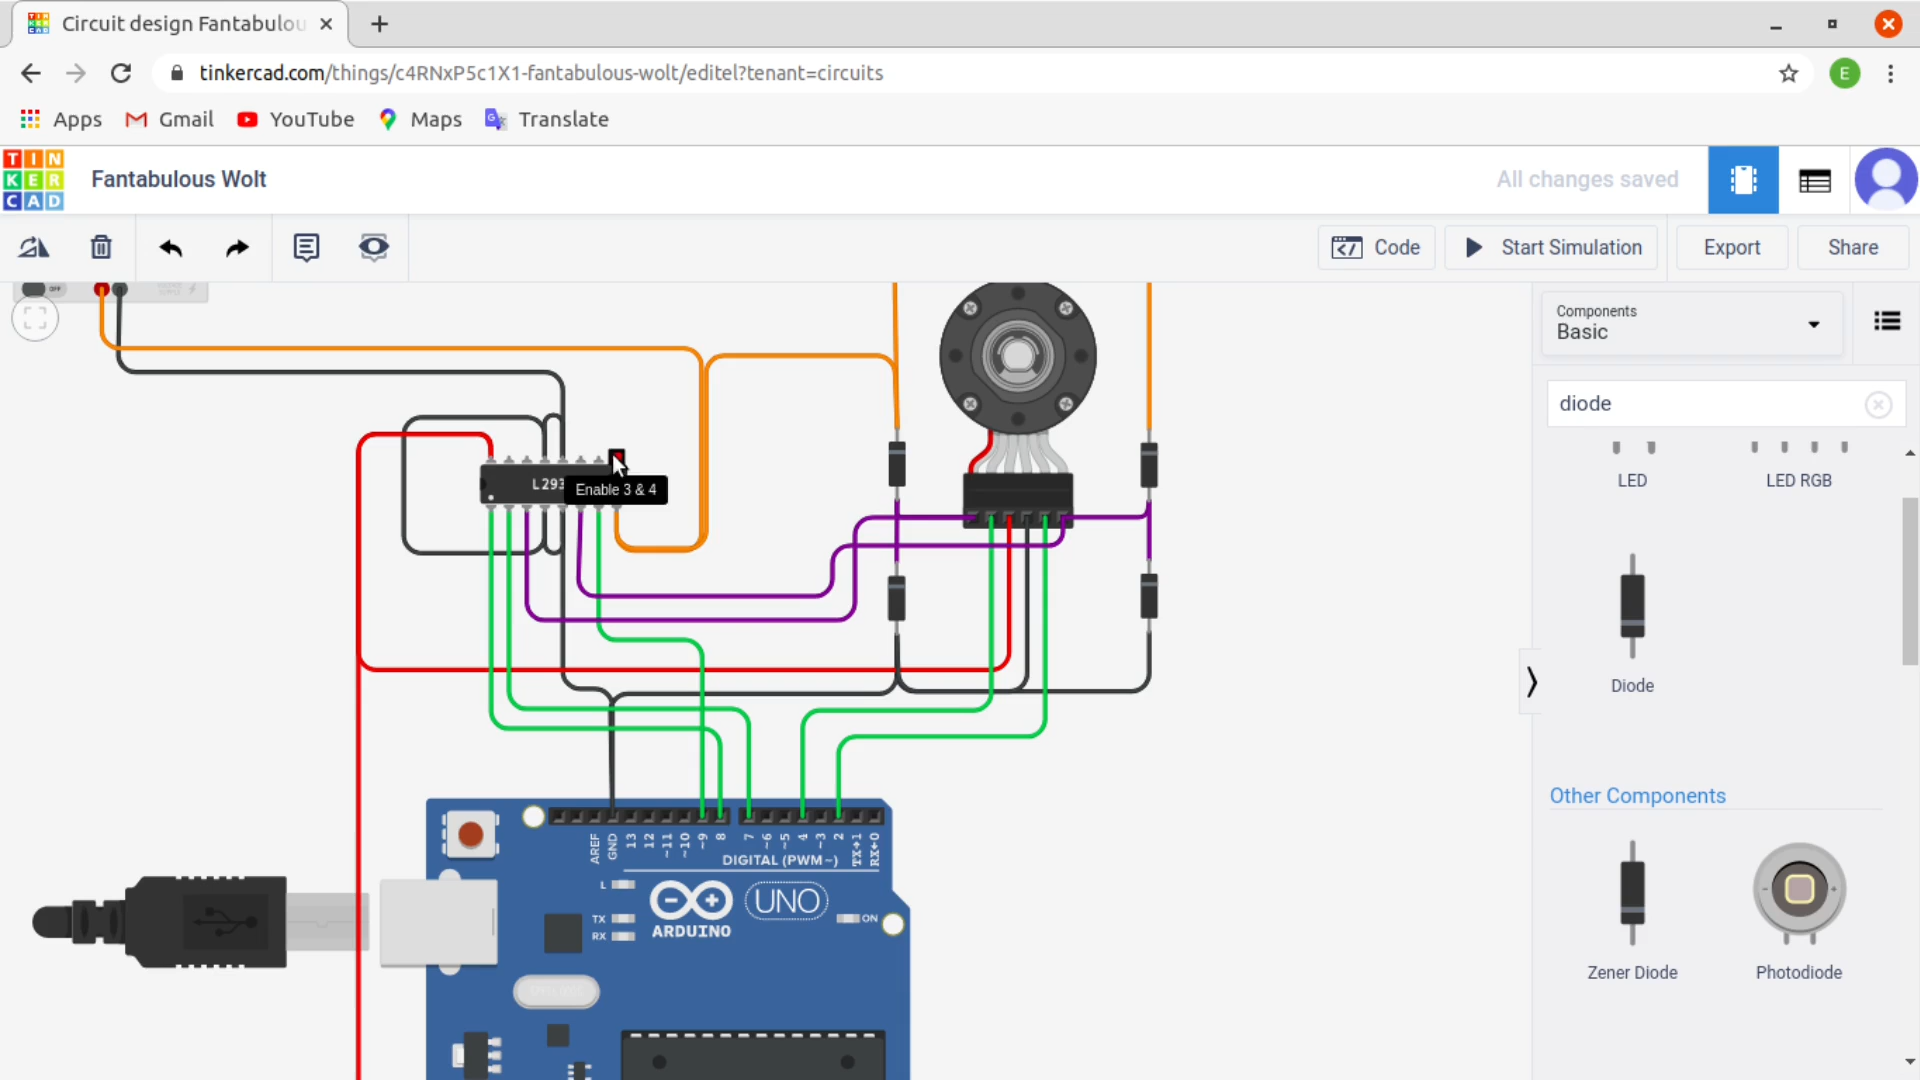 Circuit design Fantabulou
tinkercad.com/things/c4RNxP5c1X1-fantabulous-wolt/editel?tenant=circuits
E
Apps Gmail YouTube Maps Translate
TIN
KER
CAD
Fantabulous Wolt
All changes saved
Code
Start Simulation
Export
Share
OFF
Components
Basic
diode
LED
LED RGB
L293
Enable 3 & 4
Diode
Other Components
AREF GND 13 12 ~11 ~10 ~9 8 7 ~6 ~5 4 ~3 2 TX→1 RX←0
DIGITAL (PWM~)
L
TX
RX
UNO
ON
ARDUINO
Zener Diode
Photodiode